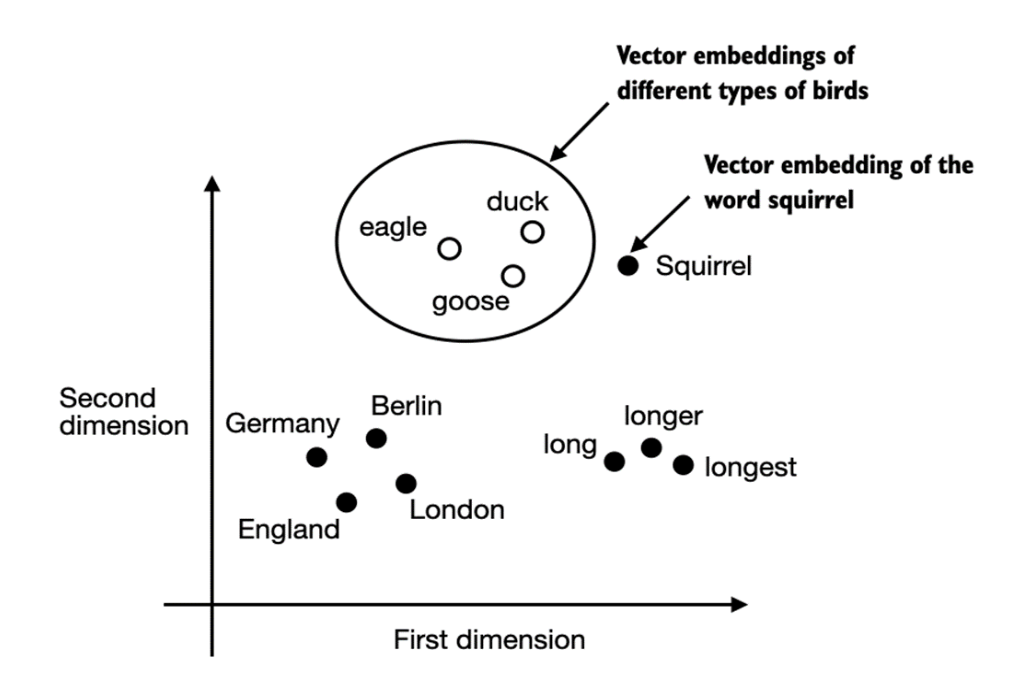 Vector embeddings of
different types of birds
Vector embedding of the
word squirrel
duck
eagle
goose
Squirrel
Second
dimension
Germany
Berlin
England
London
long
longer
longest
First dimension